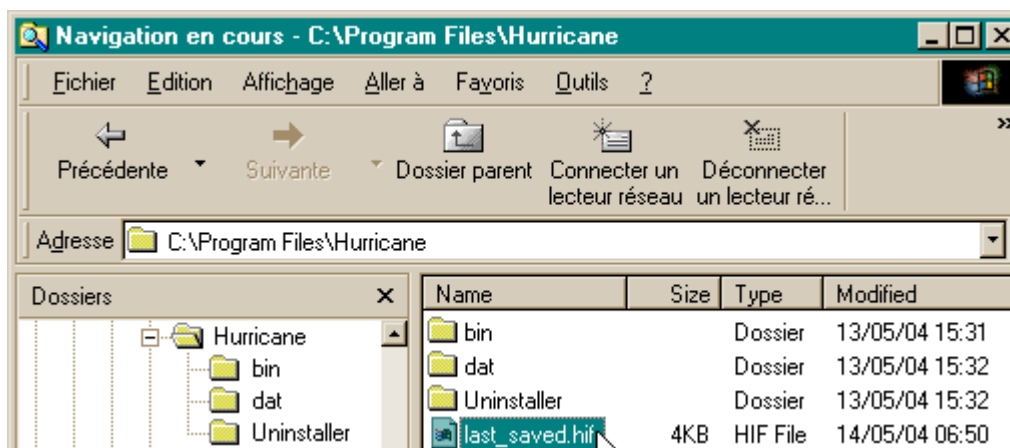 Navigation en cours - C:\Program Files\Hurricane
Fichier Edition Affichage Aller à Favoris Outils ?
Précédente Suivante Dossier parent Connecter un lecteur réseau Déconnecter un lecteur ré...
Adresse C:\Program Files\Hurricane
Dossiers
Hurricane
bin
dat
Uninstaller
Name Size Type Modified
bin Dossier 13/05/04 15:31
dat Dossier 13/05/04 15:32
Uninstaller Dossier 13/05/04 15:32
last_saved.hif 4KB HIF File 14/05/04 06:50